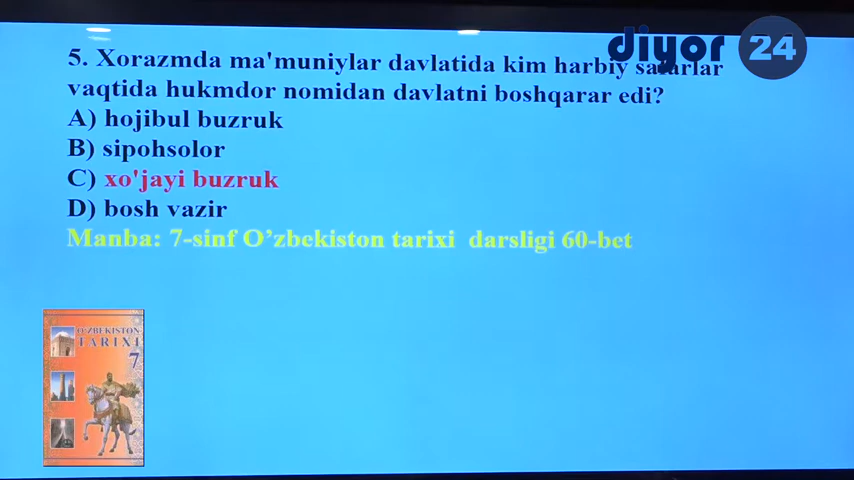 diyor 24
5. Xorazmda ma'muniylar davlatida kim harbiy safarlar
vaqtida hukmdor nomidan davlatni boshqarar edi?
A) hojibul buzruk
B) sipohsolor
C) xo'jayi buzruk
D) bosh vazir
Manba: 7-sinf O’zbekiston tarixi darsligi 60-bet
O'ZBEKISTON
TARIXI
7